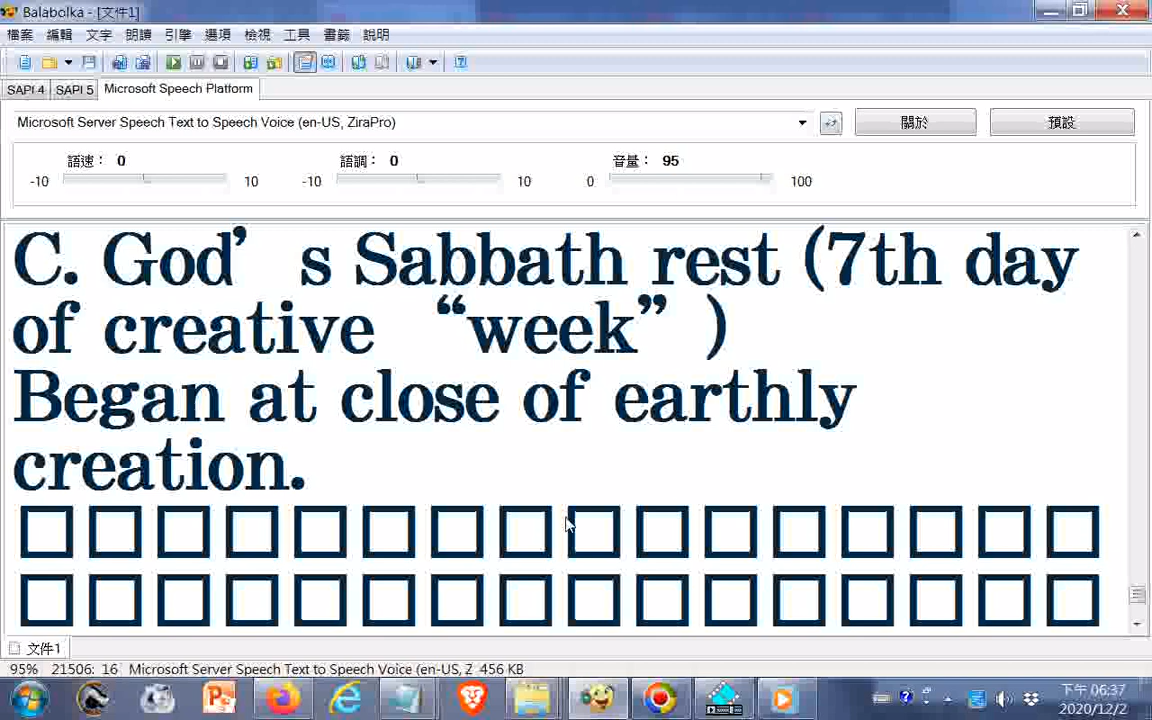 Balabolka - [文件1]
檔案 編輯 文字 朗讀 引擎 選項 檢視 工具 書籤 說明
SAPI 4 SAPI 5 Microsoft Speech Platform
Microsoft Server Speech Text to Speech Voice (en-US, ZiraPro) 關於 預設
語速： 0 語調： 0 音量： 95
-10 10 -10 10 0 100
C. God’s Sabbath rest (7th day
of creative “week”)
Began at close of earthly
creation.
□□□□□□□□□□□□□□□□
□□□□□□□□□□□□□□□□
文件1
95% 21506: 16 Microsoft Server Speech Text to Speech Voice (en-US, Z 456 KB
下午 06:37
2020/12/2